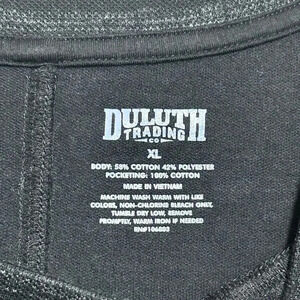 DULUTH
TRADING
CO
XL
BODY: 58% COTTON 42% POLYESTER
POCKETING: 100% COTTON
MADE IN VIETNAM
MACHINE WASH WARM WITH LIKE
COLORS, NON-CHLORINE BLEACH ONLY,
TUMBLE DRY LOW, REMOVE
PROMPTLY, WARM IRON IF NEEDED
RN#106803